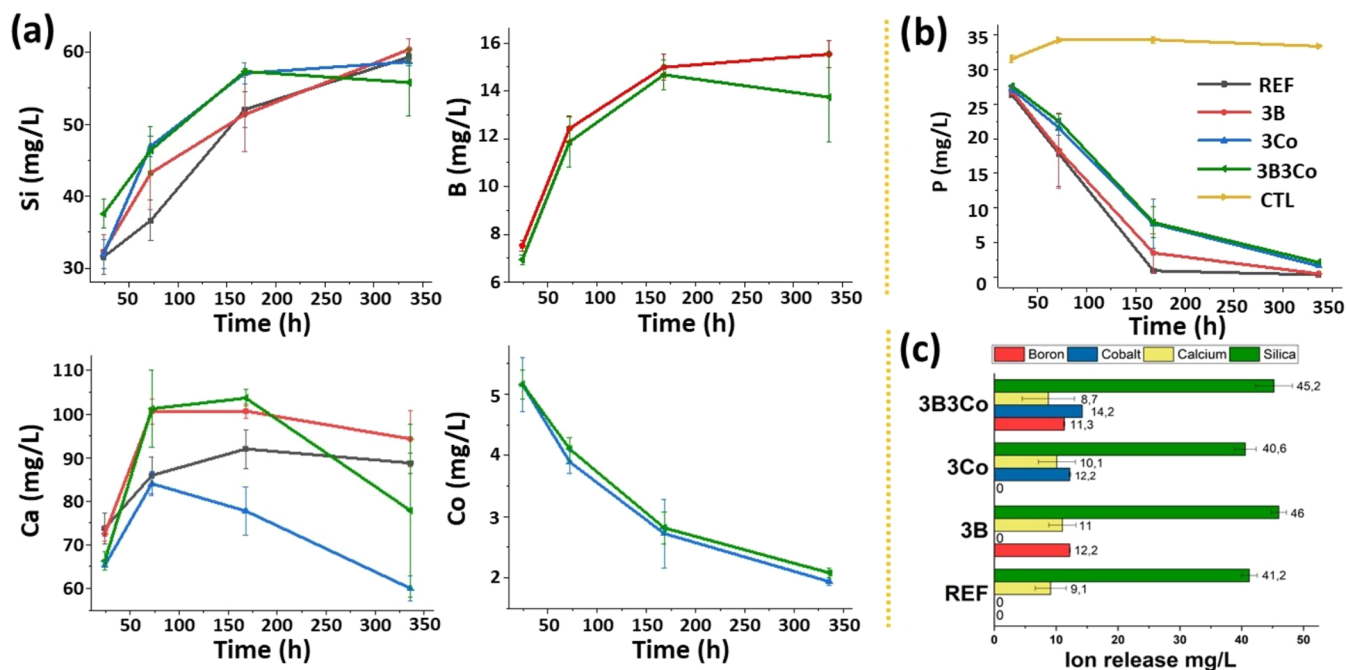 (a)
60
50
40
30
Si (mg/L)
50 100 150 200 250 300 350
Time (h)
16
14
12
10
8
6
B (mg/L)
50 100 150 200 250 300 350
Time (h)
110
100
90
80
70
60
Ca (mg/L)
50 100 150 200 250 300 350
Time (h)
5
4
3
2
Co (mg/L)
50 100 150 200 250 300 350
Time (h)
(b)
35
30
25
20
15
10
5
0
P (mg/L)
REF
3B
3Co
3B3Co
CTL
50 100 150 200 250 300 350
Time (h)
(c)
Boron Cobalt Calcium Silica
3B3Co
45,2
8,7
14,2
11,3
3Co
40,6
10,1
12,2
0
3B
46
11
0
12,2
REF
41,2
9,1
0
0
0 10 20 30 40 50
Ion release mg/L